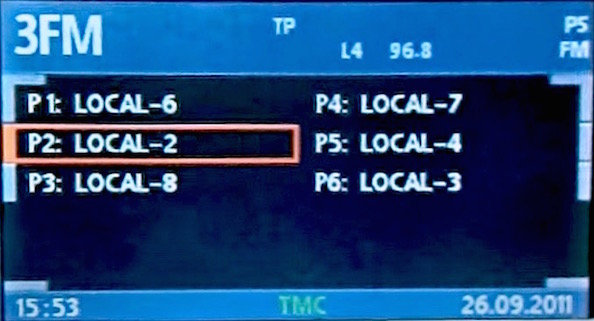 3FM TP PS
L4 96.8 FM
P1: LOCAL-6 P4: LOCAL-7
P2: LOCAL-2 P5: LOCAL-4
P3: LOCAL-8 P6: LOCAL-3
15:53 TMC 26.09.2011